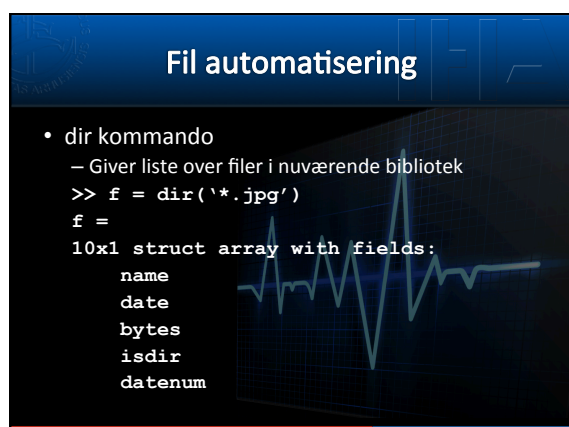 Fil automatisering
• dir kommando
– Giver liste over filer i nuværende bibliotek
>> f = dir(‘*.jpg’)
f =
10x1 struct array with fields:
name
date
bytes
isdir
datenum